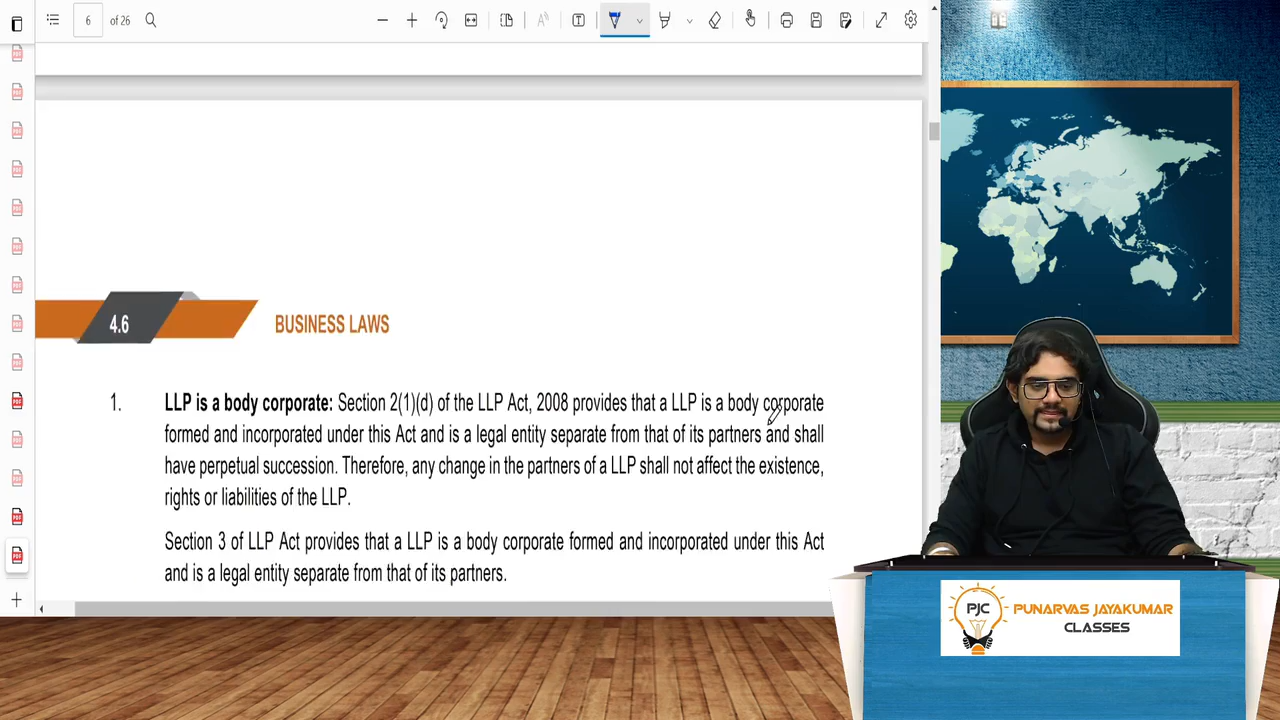 6 of 26
4.6 BUSINESS LAWS
1. LLP is a body corporate: Section 2(1)(d) of the LLP Act, 2008 provides that a LLP is a body corporate
formed and incorporated under this Act and is a legal entity separate from that of its partners and shall
have perpetual succession. Therefore, any change in the partners of a LLP shall not affect the existence,
rights or liabilities of the LLP.
Section 3 of LLP Act provides that a LLP is a body corporate formed and incorporated under this Act
and is a legal entity separate from that of its partners.
PJC
PUNARVAS JAYAKUMAR
CLASSES